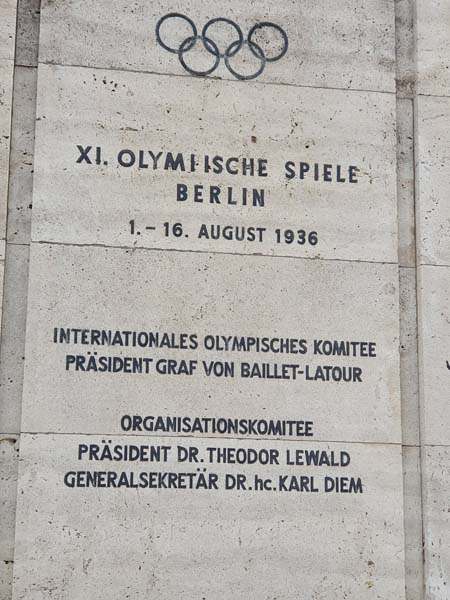 XI. OLYMPISCHE SPIELE
BERLIN
1. – 16. AUGUST 1936
INTERNATIONALES OLYMPISCHES KOMITEE
PRÄSIDENT GRAF VON BAILLET-LATOUR
ORGANISATIONSKOMITEE
PRÄSIDENT DR. THEODOR LEWALD
GENERALSEKRETÄR DR. hc. KARL DIEM